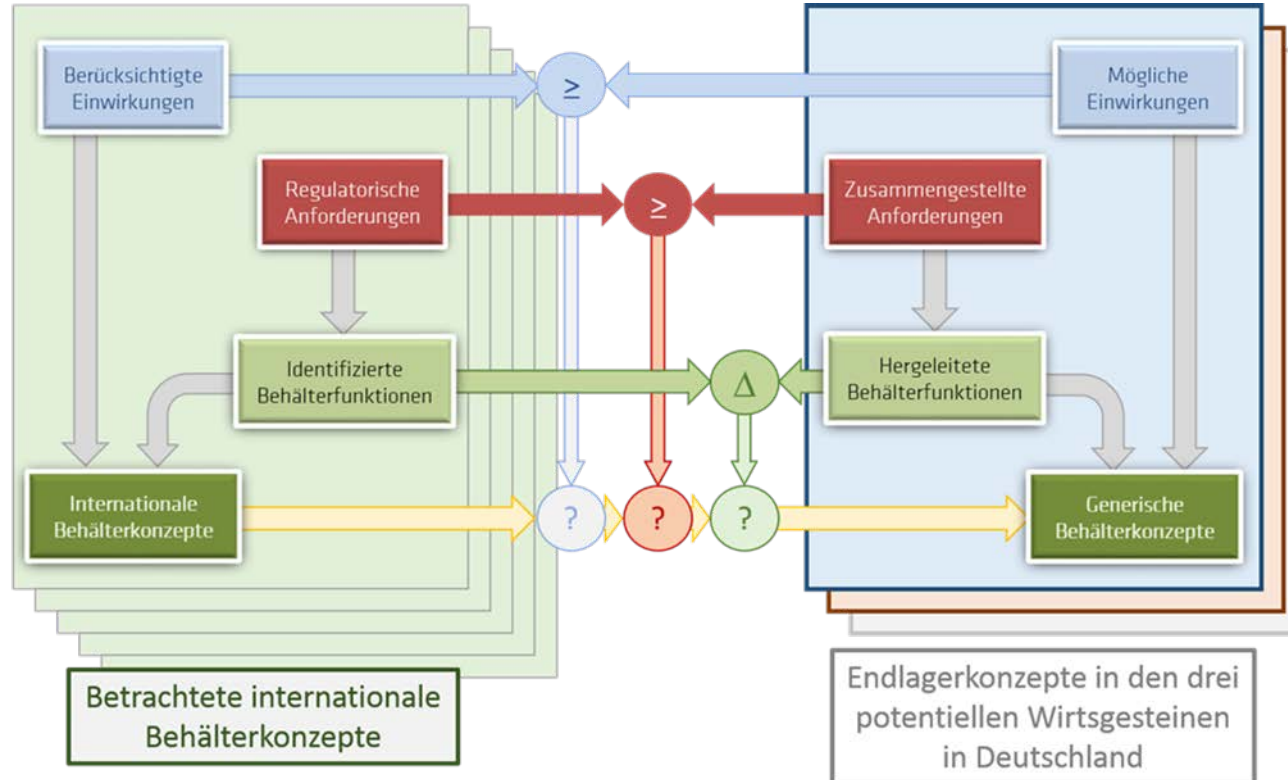 Berücksichtigte
Einwirkungen
≥
Mögliche
Einwirkungen
Regulatorische
Anforderungen
≥
Zusammengestellte
Anforderungen
Identifizierte
Behälterfunktionen
Δ
Hergeleitete
Behälterfunktionen
Internationale
Behälterkonzepte
?
?
?
Generische
Behälterkonzepte
Betrachtete internationale
Behälterkonzepte
Endlagerkonzepte in den drei
potentiellen Wirtsgesteinen
in Deutschland